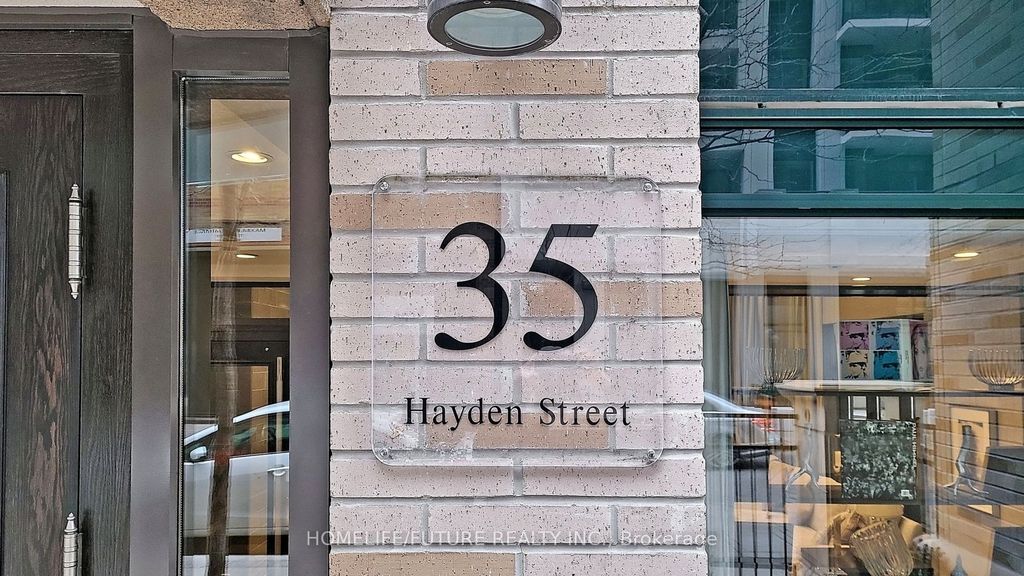 35
Hayden Street
HOMELIFE/FUTURE REALTY INC., Brokerage